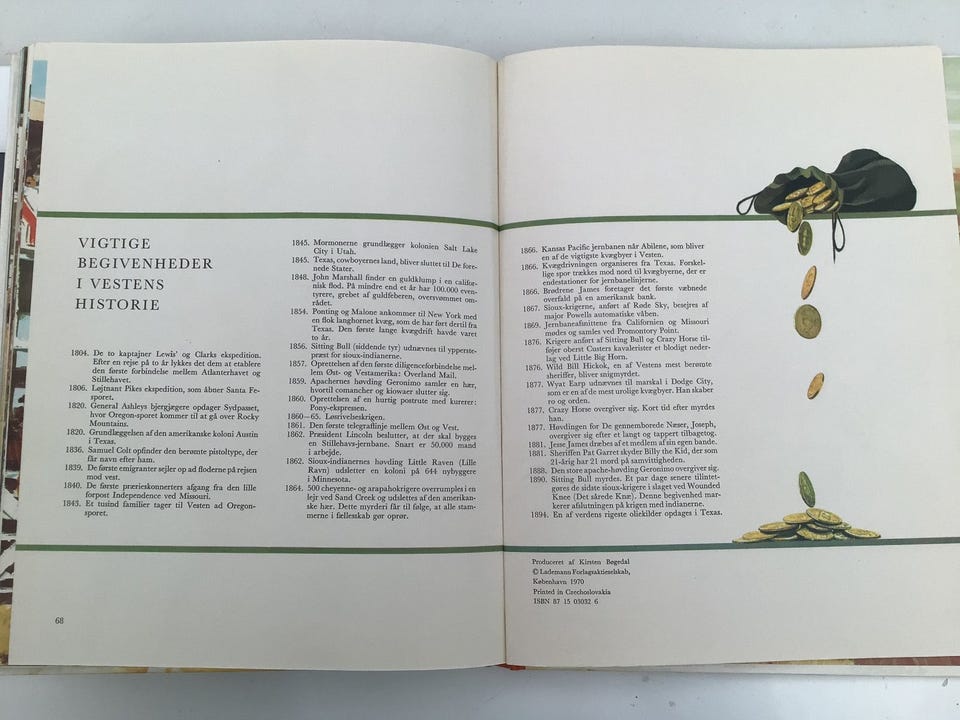 VIGTIGE
BEGIVENHEDER
I VESTENS
HISTORIE
1804. De to kaptajner Lewis' og Clarks ekspedition.
Efter en rejse på to år lykkes det dem at etablere
den første forbindelse mellem Atlanterhavet og
Stillehavet.
1806. Løjtnant Pikes ekspedition, som åbner Santa Fe-
sporet.
1820. General Ashleys bjergjægere opdager Sydpasset,
hvor Oregon-sporet kommer til at gå over Rocky
Mountains.
1820. Grundlæggelsen af den amerikanske koloni Austin
i Texas.
1836. Samuel Colt opfinder den berømte pistoltype, der
får navn efter ham.
1839. De første emigranter sejler op ad floderne på rejsen
mod vest.
1840. De første prærieskonnerters afgang fra den lille
forpost Independence ved Missouri.
1843. Et tusind familier tager til Vesten ad Oregon-
sporet.
1845. Mormonerne grundlægger kolonien Salt Lake
City i Utah.
1845. Texas, cowboyernes land, bliver sluttet til De fore-
nede Stater.
1848. John Marshall finder en guldklump i califor-
nisk flod. På mindre end et år har 100.000 even-
tyrere, grebet af guldfeberen, oversvømmet om-
rådet.
1854. Ponting og Malone ankommer til New York med
en flok langhornet kvæg, som de har ført dertil fra
Texas. Den første lange kvægdrift havde varet
to år.
1856. Sitting Bull (siddende tyr) udnævnes til ypperste-
præst for sioux-indianerne.
1857. Oprettelsen af den første diligenceforbindelse mel-
lem Øst- og Vestamerika: Overland Mail.
1859. Apachernes høvding Geronimo samler en hær,
hvortil comancher og kiowaer slutter sig.
1860. Oprettelsen af en hurtig postrute med kurerer:
Pony-ekspressen.
1860—65. Løsrivelseskrigen.
1861. Den første telegraflinje mellem Øst og Vest.
1862. Præsident Lincoln beslutter, at der skal bygges
en Stillehavs-jernbane. Snart er 50.000 mand
i arbejde.
1862. Sioux-indianernes høvding Little Raven (Lille
Ravn) udsletter en koloni på 644 nybyggere
i Minnesota.
1864. 500 cheyenne- og arapahokrigere overrumples i en
lejr ved Sand Creek og udslettes af den amerikan-
ske hær. Dette myrderi får til følge, at alle stam-
merne i fællesskab gør oprør.
68
1866. Kansas Pacific jernbanen når Abilene, som bliver
en af de vigtigste kvægbyer i Vesten.
1866. Kvægdrivningen organiseres fra Texas. Forskel-
lige spor trækkes mod nord til kvægbyerne, der er
endestationer for jernbanelinjerne.
1866. Brødrene James foretager det første væbnede
overfald på en amerikansk bank.
1867. Sioux-krigerne, anført af Røde Sky, besejres af
major Powells automatiske våben.
1869. Jernbaneafsnittene fra Californien og Missouri
mødes og samles ved Promontory Point.
1876. Krigere anført af Sitting Bull og Crazy Horse til-
føjer oberst Custers kavalerister et blodigt neder-
lag ved Little Big Horn.
1876. Wild Bill Hickok, en af Vestens mest berømte
sheriffer, bliver snigmyrdet.
1877. Wyat Earp udnævnes til marskal i Dodge City,
som er en af de mest urolige kvægbyer. Han skaber
ro og orden.
1877. Crazy Horse overgiver sig. Kort tid efter myrdes
han.
1877. Høvdingen for De gennemborede Næser, Joseph,
overgiver sig efter et langt og tappert tilbagetog.
1881. Jesse James dræbes af et medlem af sin egen bande.
1881. Sheriffen Pat Garret skyder Billy the Kid, der som
21-årig har 21 mord på samvittigheden.
1888. Den store apache-høvding Geronimo overgiver sig.
1890. Sitting Bull myrdes. Et par dage senere tilintet-
gøres de sidste sioux-krigere i slaget ved Wounded
Knee (Det sårede Knæ). Denne begivenhed mar-
kerer afslutningen på krigen med indianerne.
1894. En af verdens rigeste oliekilder opdages i Texas.
Produceret af Kirsten Bøgedal
© Lademann Forlagsaktieselskab,
København 1970
Printed in Czechoslovakia
ISBN 87 15 03032 6